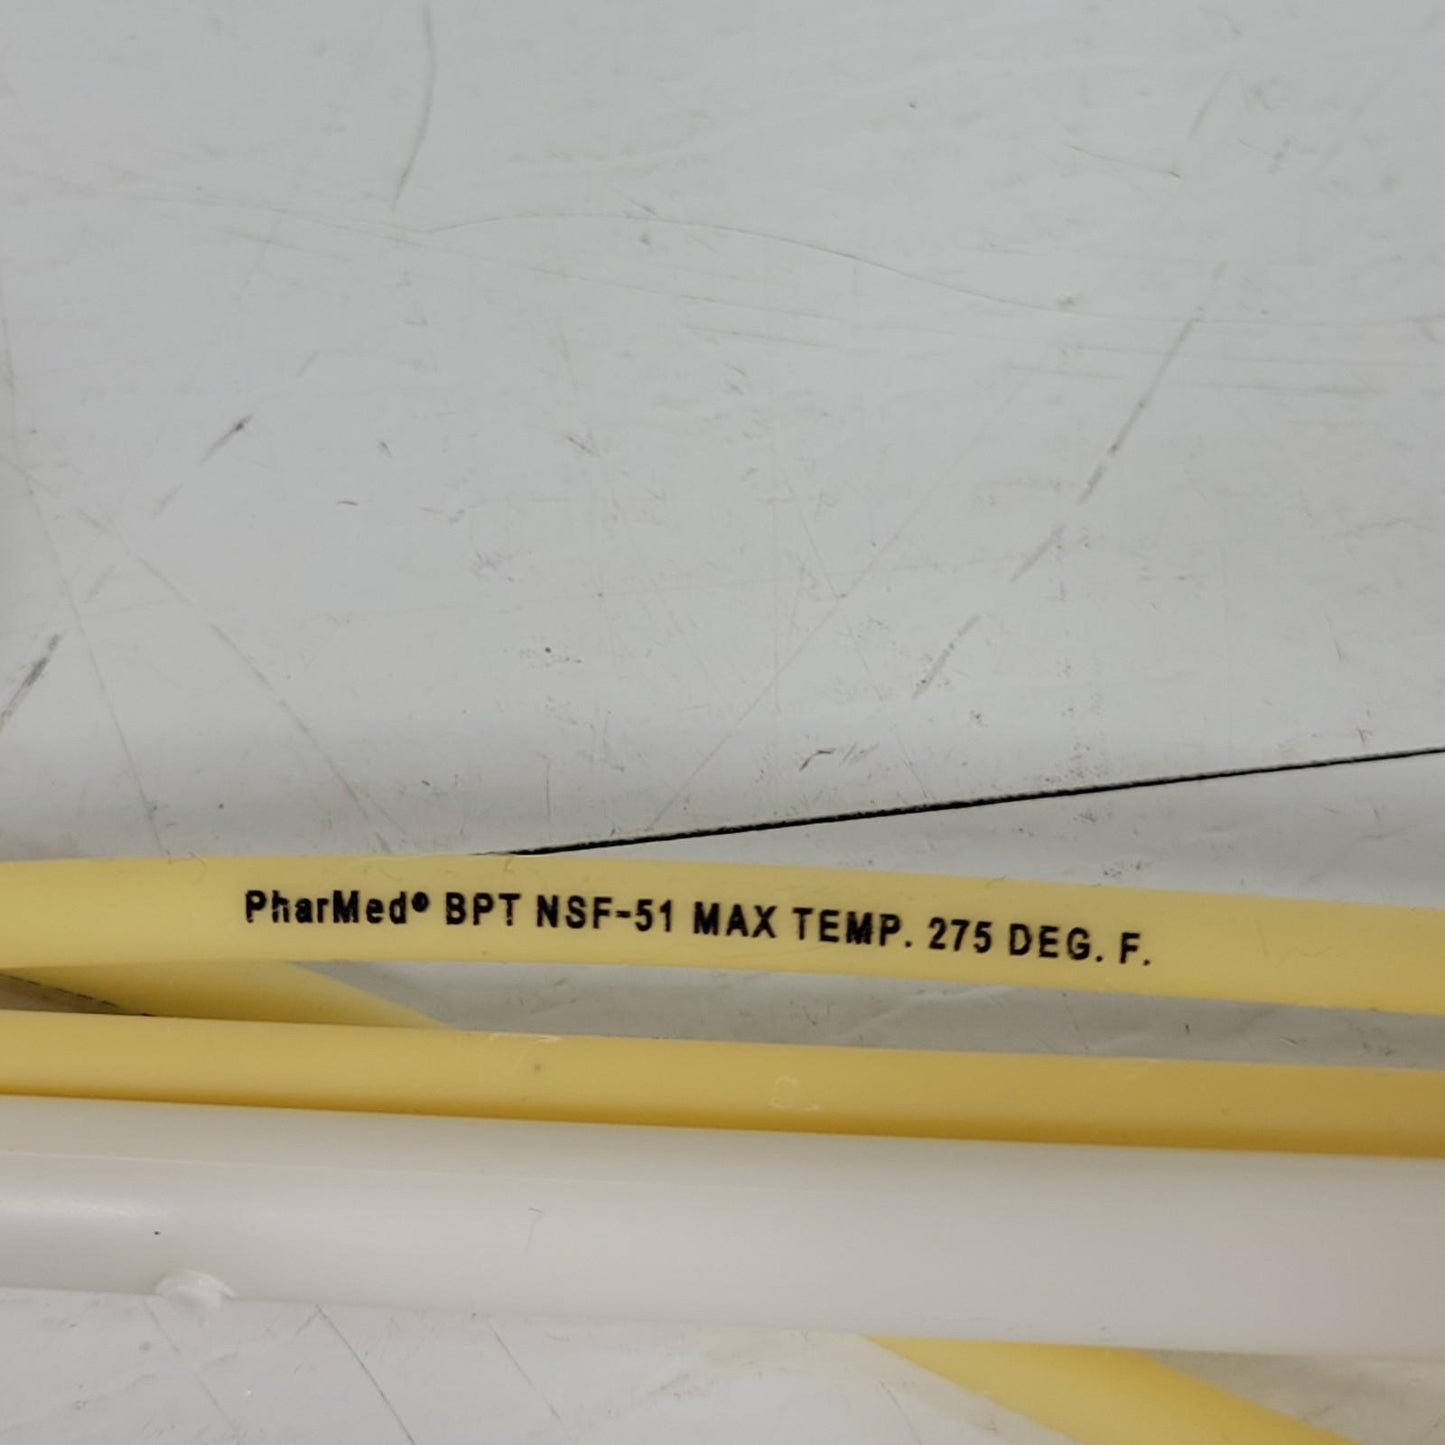 PharMed® BPT NSF-51 MAX TEMP. 275 DEG. F.